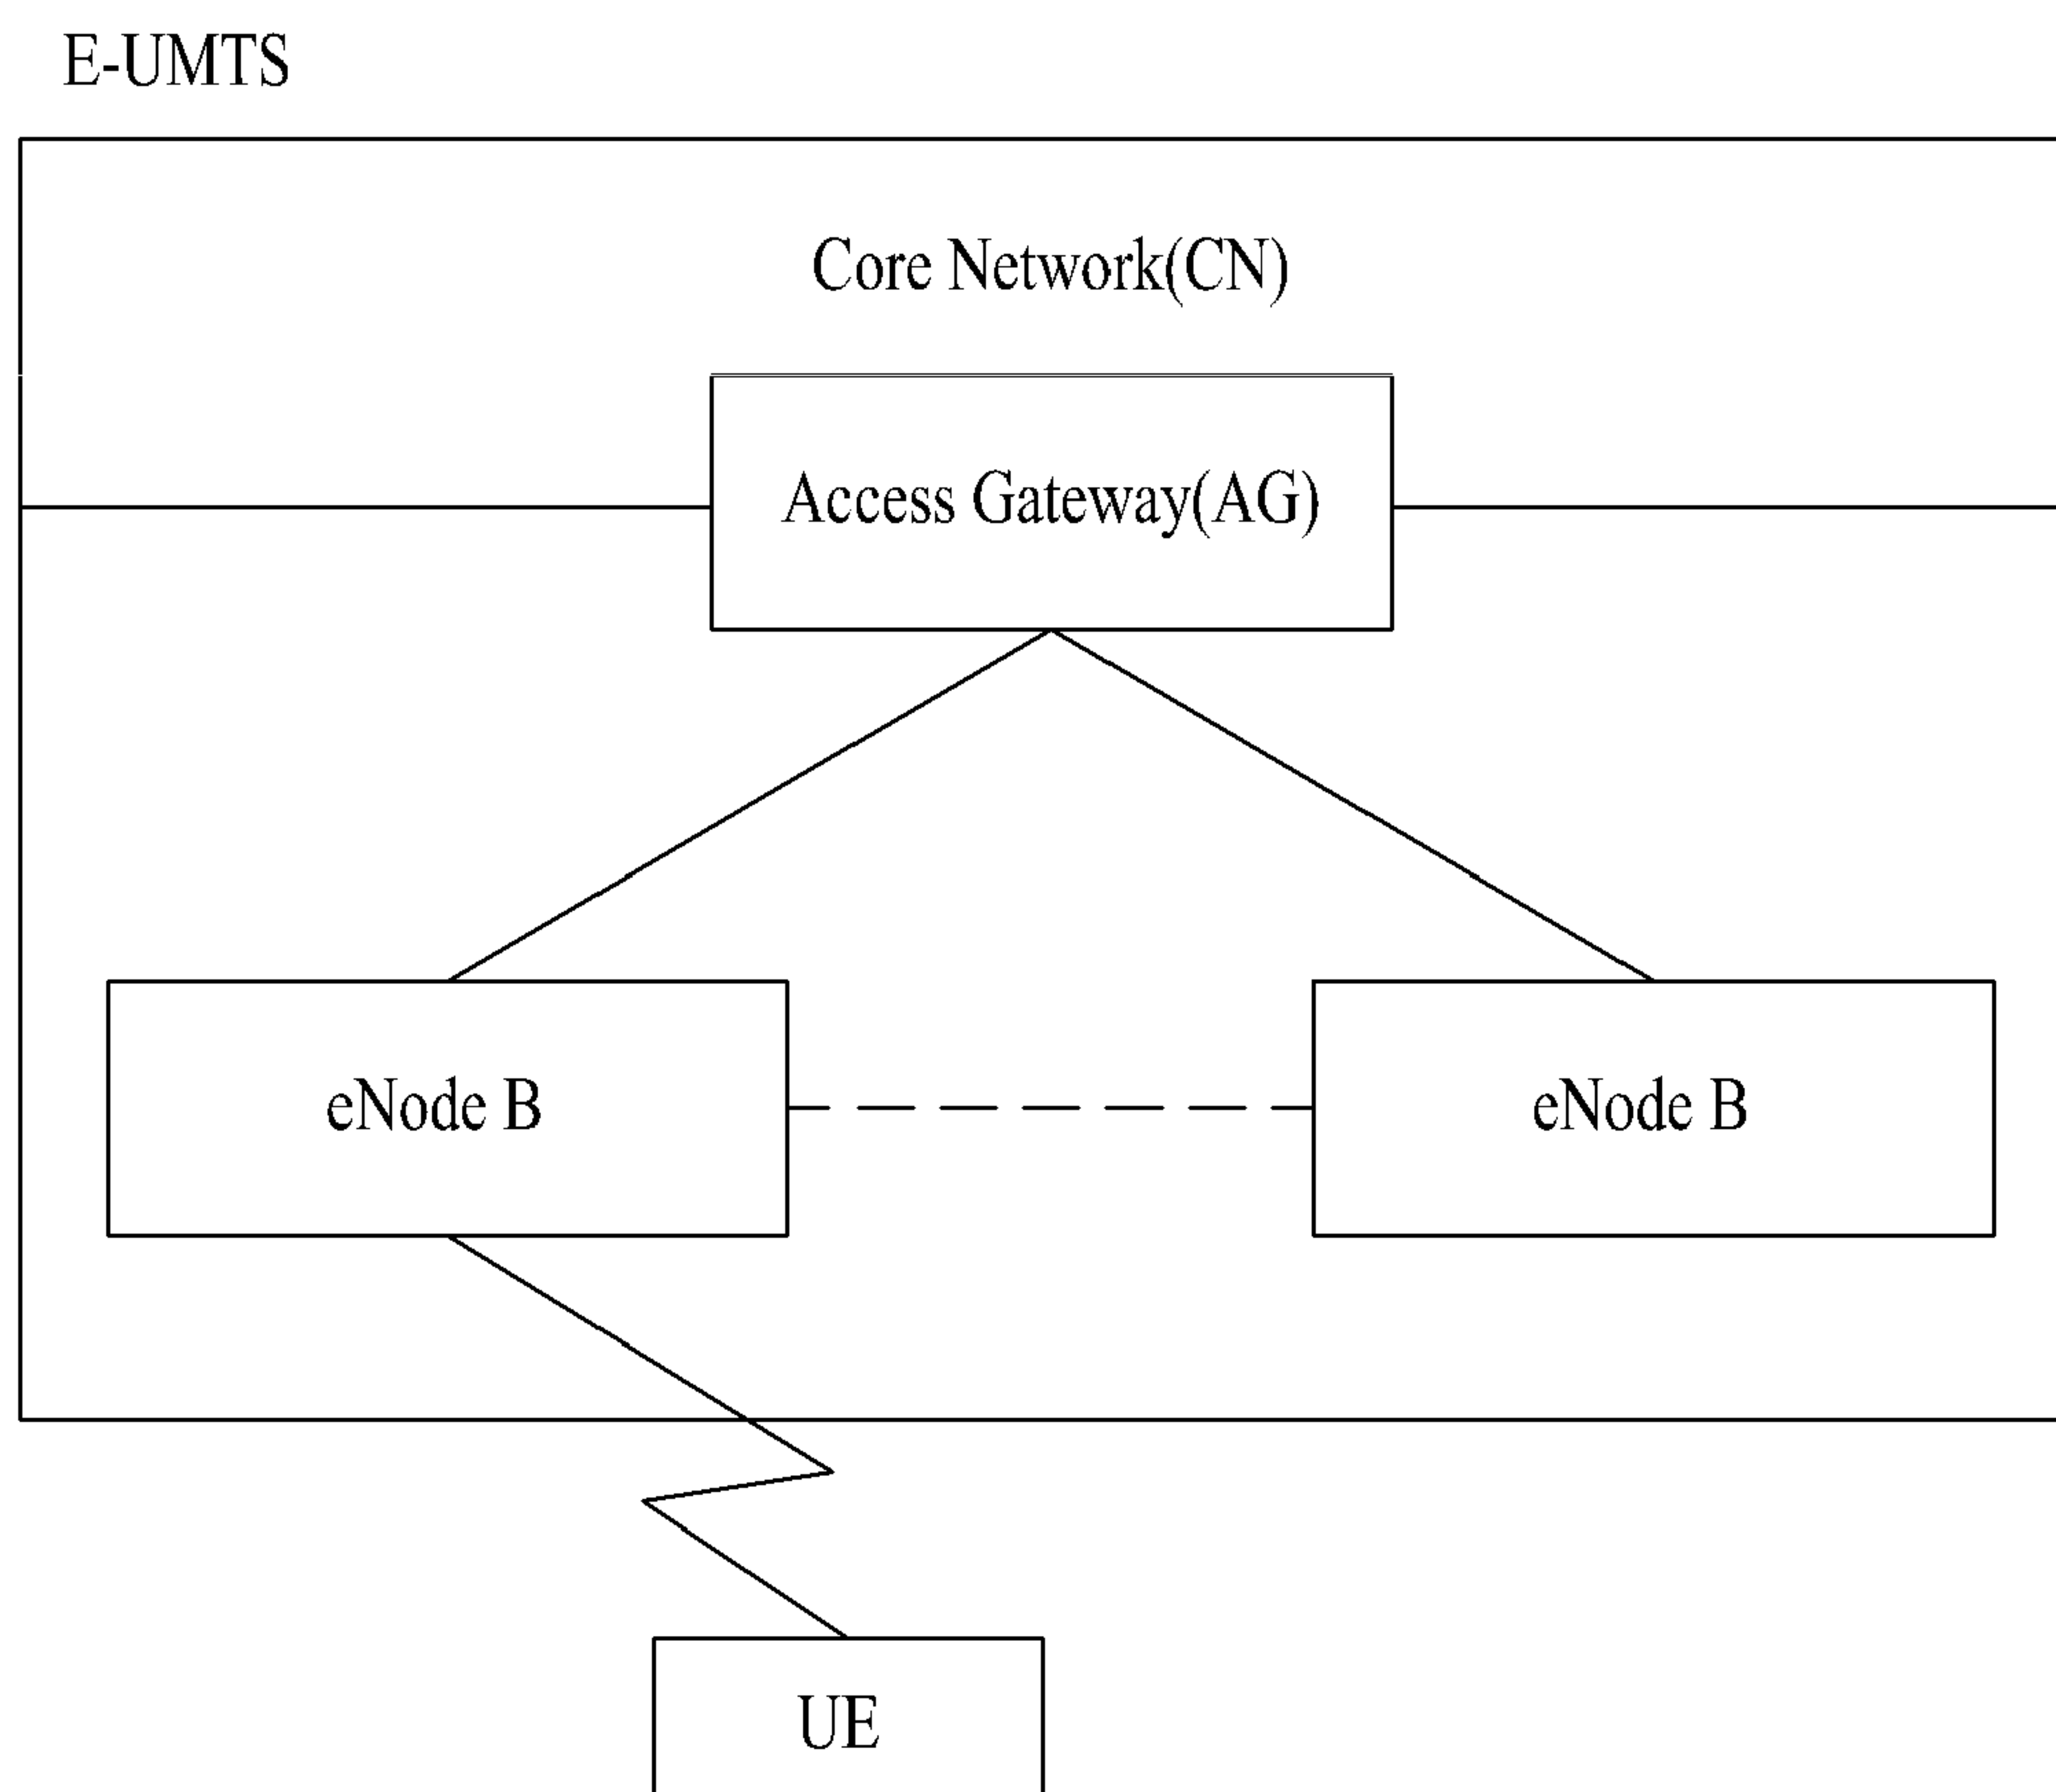 E-UMTS
Core Network(CN)
Access Gateway(AG)
eNode B
eNode B
UE